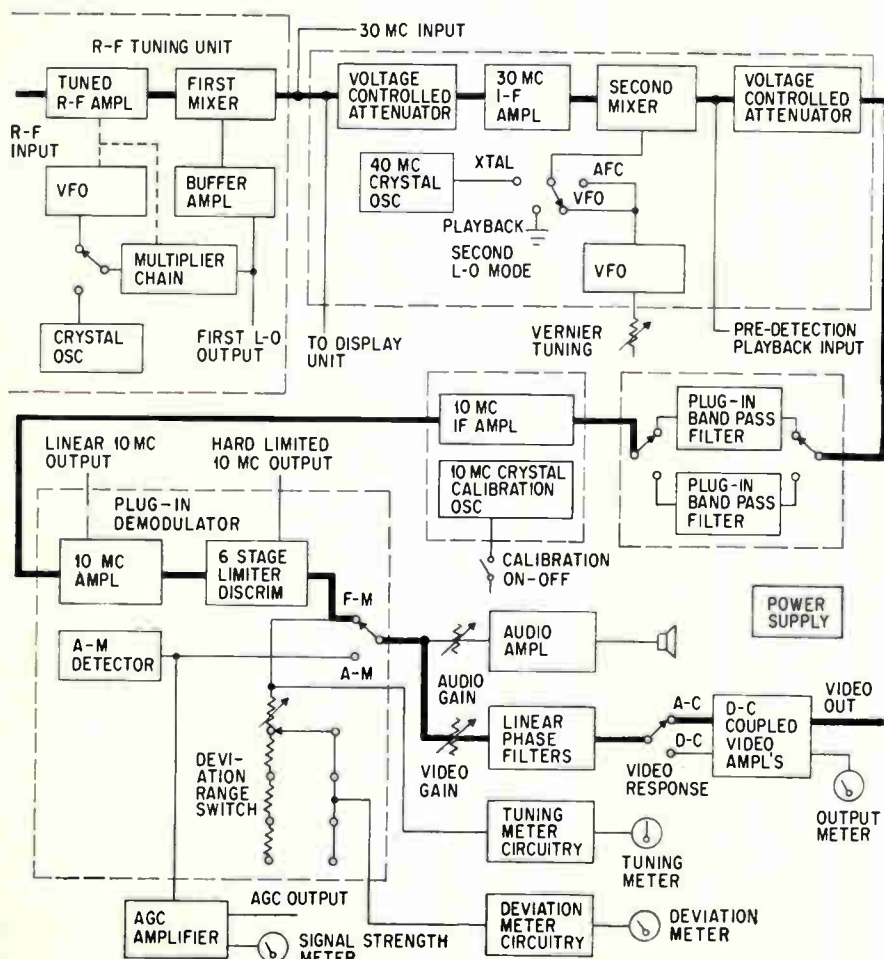 R-F TUNING UNIT
30 MC INPUT
TUNED
R-F AMPL
FIRST
MIXER
VOLTAGE
CONTROLLED
ATTENUATOR
30 MC
I-F
AMPL
SECOND
MIXER
VOLTAGE
CONTROLLED
ATTENUATOR
R-F
INPUT
VFO
BUFFER
AMPL
40 MC
CRYSTAL
OSC
XTAL
AFC
VFO
PLAYBACK
SECOND
L-O MODE
MULTIPLIER
CHAIN
VFO
CRYSTAL
OSC
FIRST L-O
OUTPUT
TO DISPLAY
UNIT
VERNIER
TUNING
PRE-DETECTION
PLAYBACK INPUT
10 MC
IF AMPL
PLUG-IN
BAND PASS
FILTER
LINEAR 10 MC
OUTPUT
HARD LIMITED
10 MC OUTPUT
10 MC CRYSTAL
CALIBRATION
OSC
PLUG-IN
BAND PASS
FILTER
PLUG-IN
DEMODULATOR
10 MC
AMPL
6 STAGE
LIMITER
DISCRIM
CALIBRATION
ON-OFF
F-M
POWER
SUPPLY
A-M
DETECTOR
A-M
AUDIO
AMPL
AUDIO
GAIN
DEVI-
ATION
RANGE
SWITCH
VIDEO
GAIN
LINEAR
PHASE
FILTERS
A-C
D-C
VIDEO
RESPONSE
D-C
COUPLED
VIDEO
AMPL'S
VIDEO
OUT
OUTPUT
METER
TUNING
METER
CIRCUITRY
TUNING
METER
AGC OUTPUT
AGC
AMPLIFIER
SIGNAL STRENGTH
METER
DEVIATION
METER
CIRCUITRY
DEVIATION
METER